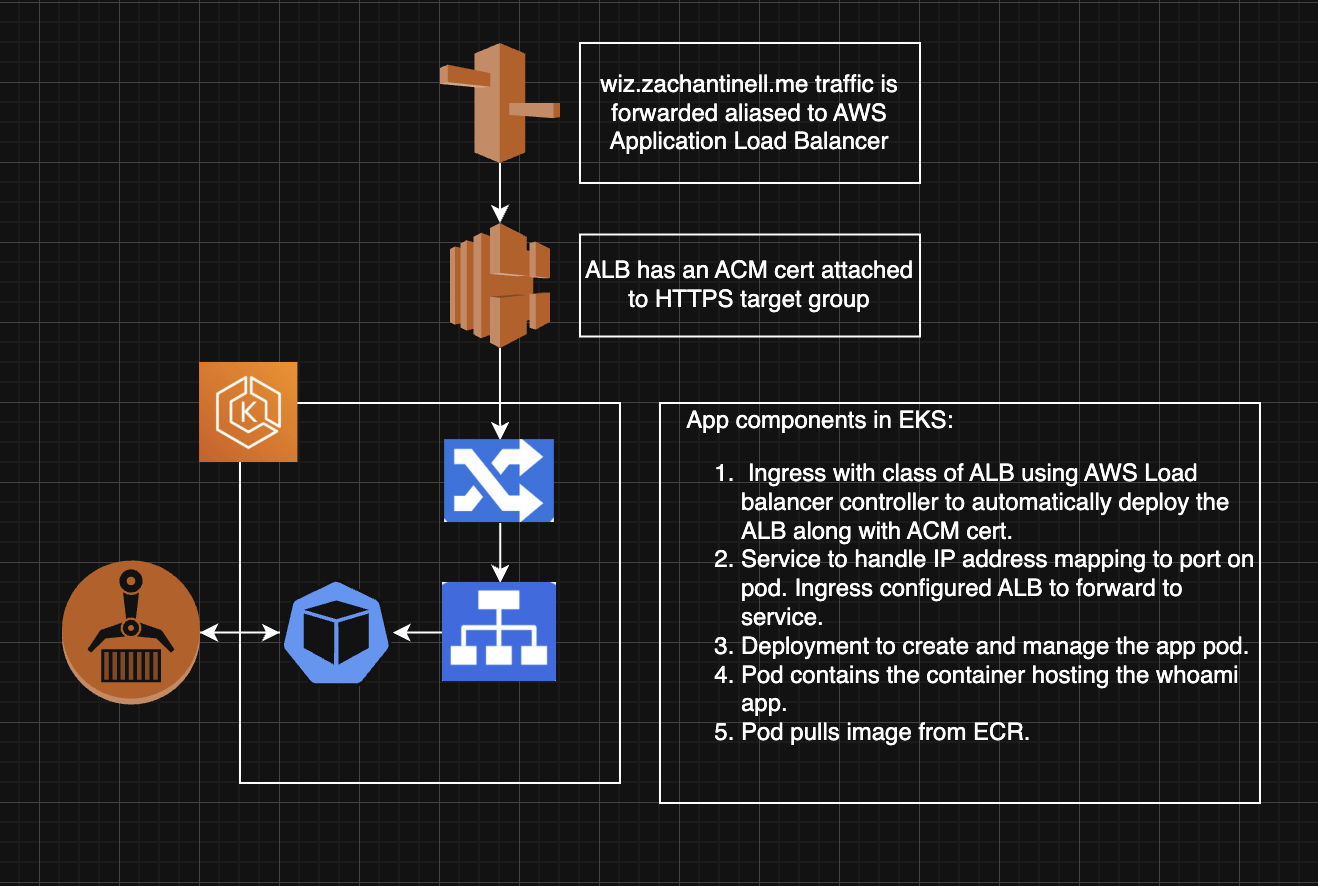 wiz.zachantinell.me traffic is
forwarded aliased to AWS
Application Load Balancer
ALB has an ACM cert attached
to HTTPS target group
K
App components in EKS:
1. Ingress with class of ALB using AWS Load
balancer controller to automatically deploy the
ALB along with ACM cert.
2. Service to handle IP address mapping to port on
pod. Ingress configured ALB to forward to
service.
3. Deployment to create and manage the app pod.
4. Pod contains the container hosting the whoami
app.
5. Pod pulls image from ECR.